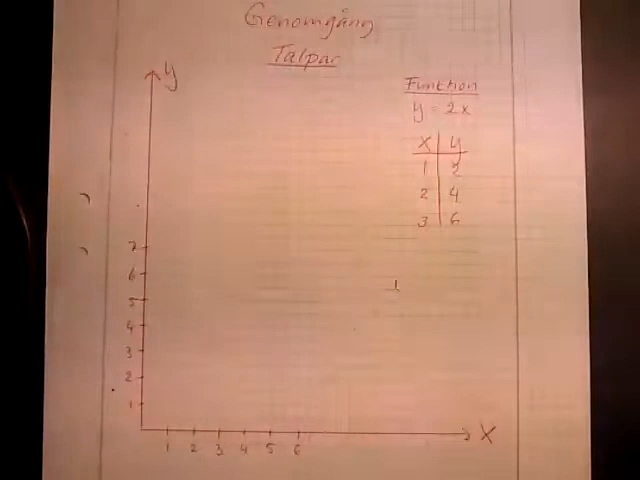 Genomgång
Talpar
y
Funktion
y = 2x
x y
1 2
2 4
3 6
7
6
5
4
3
2
1
x
1 2 3 4 5 6